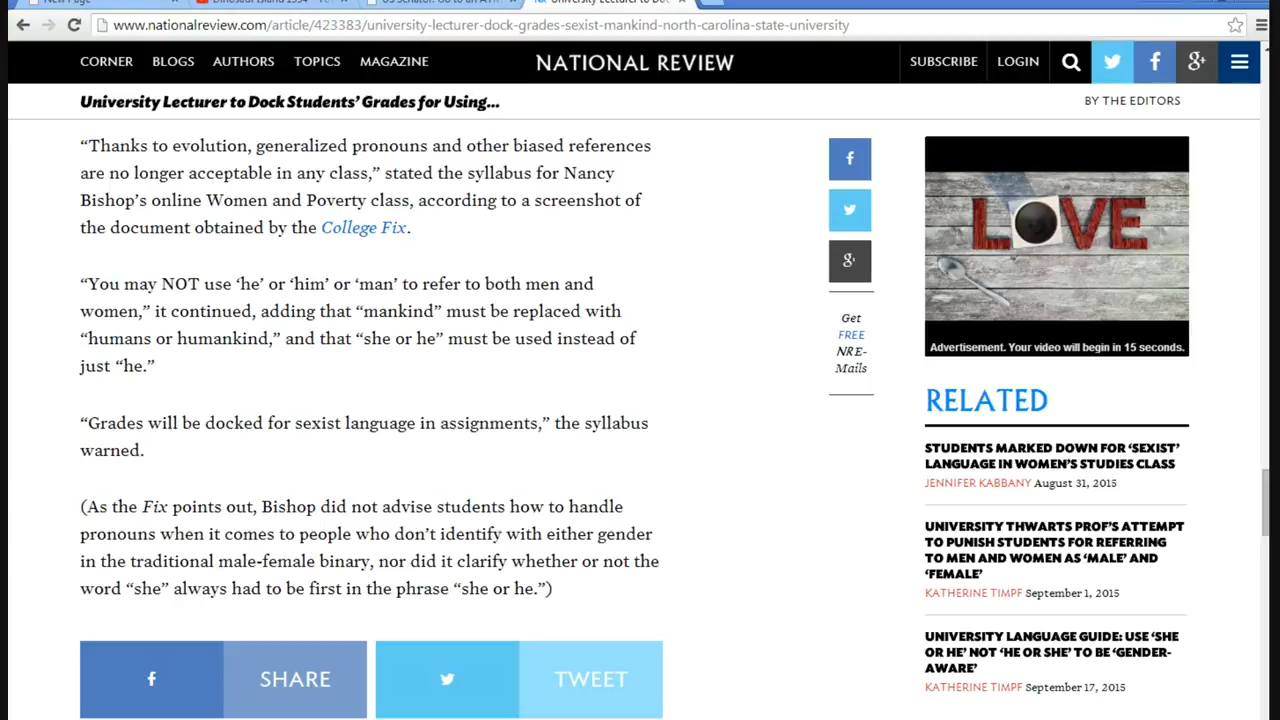 New Page
Dinosaur Island 1994
University Lecturer to Doc
www.nationalreview.com/article/423383/university-lecturer-dock-grades-sexist-mankind-north-carolina-state-university
CORNER BLOGS AUTHORS TOPICS MAGAZINE NATIONAL REVIEW SUBSCRIBE LOGIN
University Lecturer to Dock Students’ Grades for Using...
BY THE EDITORS
“Thanks to evolution, generalized pronouns and other biased references
are no longer acceptable in any class,” stated the syllabus for Nancy
Bishop’s online Women and Poverty class, according to a screenshot of
the document obtained by the College Fix.
“You may NOT use ‘he’ or ‘him’ or ‘man’ to refer to both men and
women,” it continued, adding that “mankind” must be replaced with
“humans or humankind,” and that “she or he” must be used instead of
just “he.”
“Grades will be docked for sexist language in assignments,” the syllabus
warned.
(As the Fix points out, Bishop did not advise students how to handle
pronouns when it comes to people who don’t identify with either gender
in the traditional male-female binary, nor did it clarify whether or not the
word “she” always had to be first in the phrase “she or he.”)
SHARE
TWEET
Get
FREE
NRE-
Mails
LOVE
Advertisement. Your video will begin in 15 seconds.
RELATED
STUDENTS MARKED DOWN FOR ‘SEXIST’
LANGUAGE IN WOMEN’S STUDIES CLASS
JENNIFER KABBANY August 31, 2015
UNIVERSITY THWARTS PROF’S ATTEMPT
TO PUNISH STUDENTS FOR REFERRING
TO MEN AND WOMEN AS ‘MALE’ AND
‘FEMALE’
KATHERINE TIMPF September 1, 2015
UNIVERSITY LANGUAGE GUIDE: USE ‘SHE
OR HE’ NOT ‘HE OR SHE’ TO BE ‘GENDER-
AWARE’
KATHERINE TIMPF September 17, 2015